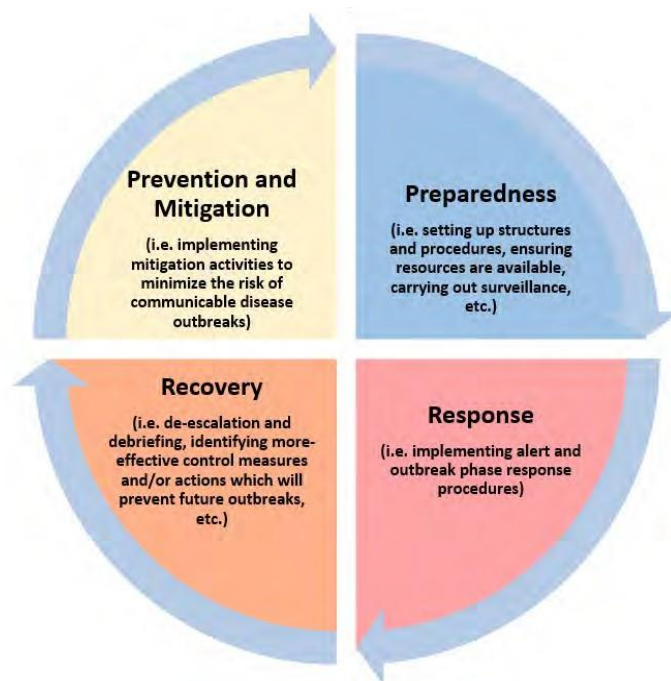 Prevention and
Mitigation
(i.e. implementing
mitigation activities to
minimize the risk of
communicable disease
outbreaks)
Preparedness
(i.e. setting up structures
and procedures, ensuring
resources are available,
carrying out surveillance,
etc.)
Recovery
(i.e. de-escalation and
debriefing, identifying more-
effective control measures
and/or actions which will
prevent future outbreaks,
etc.)
Response
(i.e. implementing alert and
outbreak phase response
procedures)